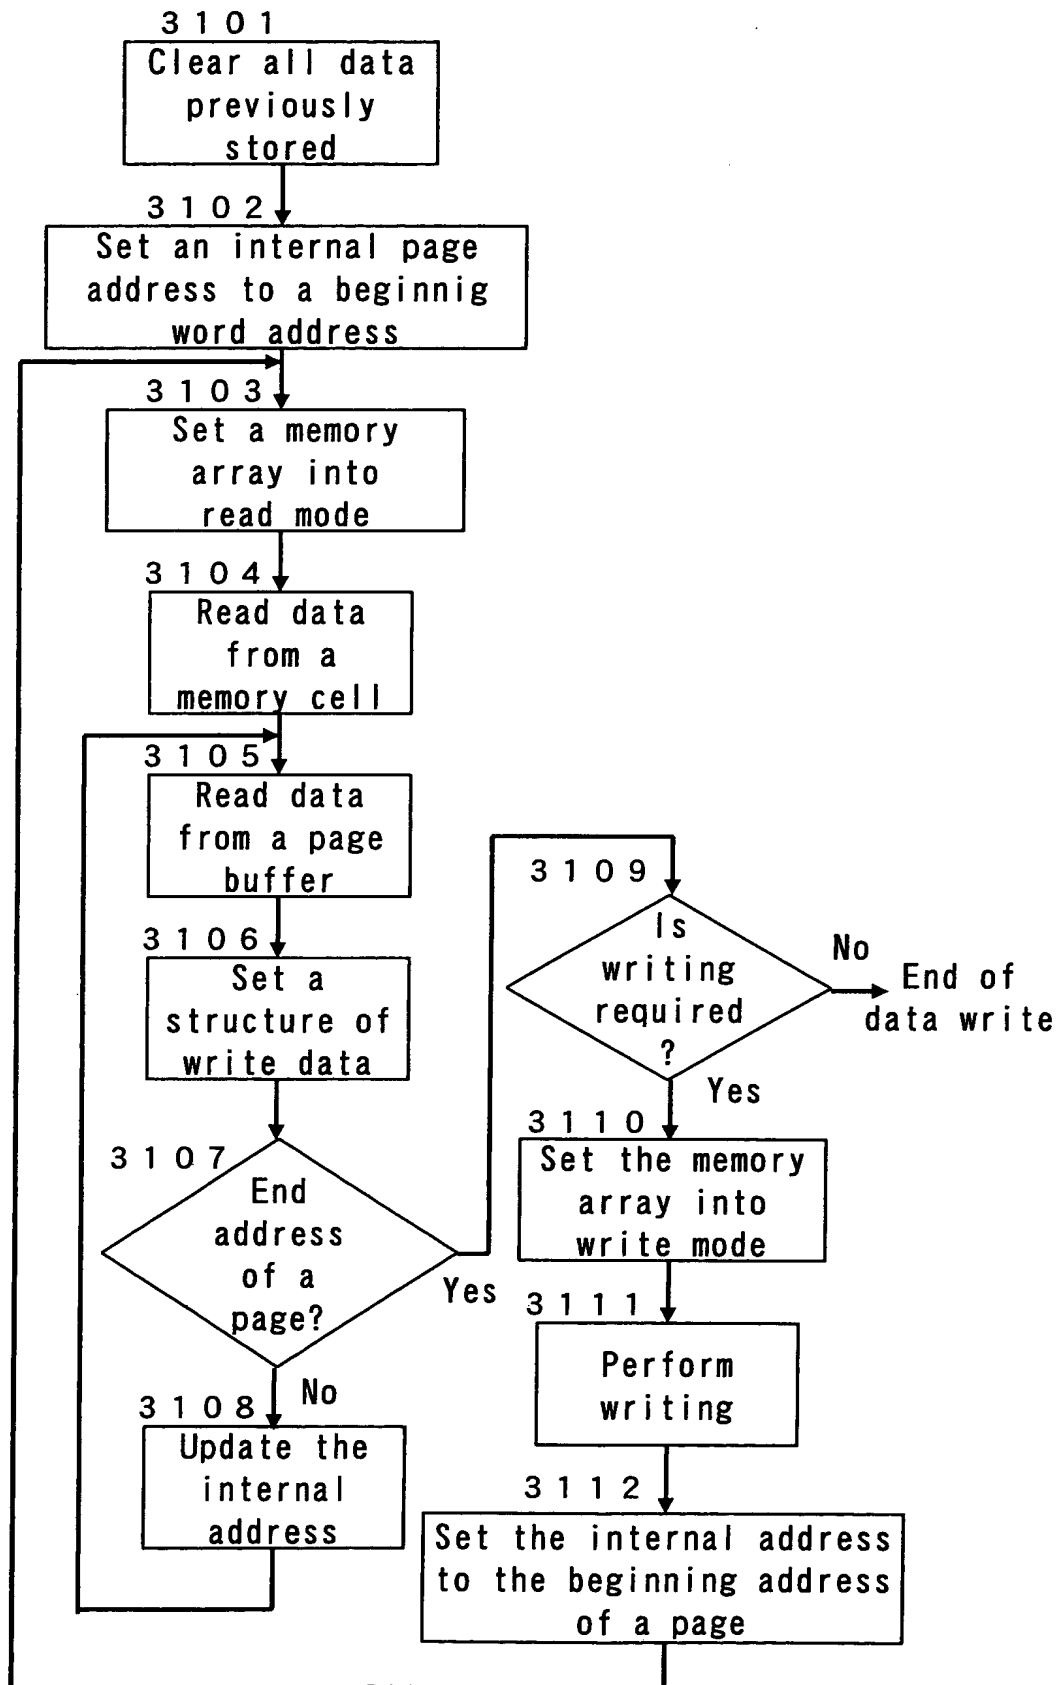 3101
Clear all data
previously
stored
3102
Set an internal page
address to a beginnig
word address
3103
Set a memory
array into
read mode
3104
Read data
from a
memory cell
3105
Read data
from a page
buffer
3106
Set a
structure of
write data
3107
End
address
of a
page?
Yes
No
3108
Update the
internal
address
3109
Is
writing
required
?
No
End of
data write
Yes
3110
Set the memory
array into
write mode
3111
Perform
writing
3112
Set the internal address
to the beginning address
of a page